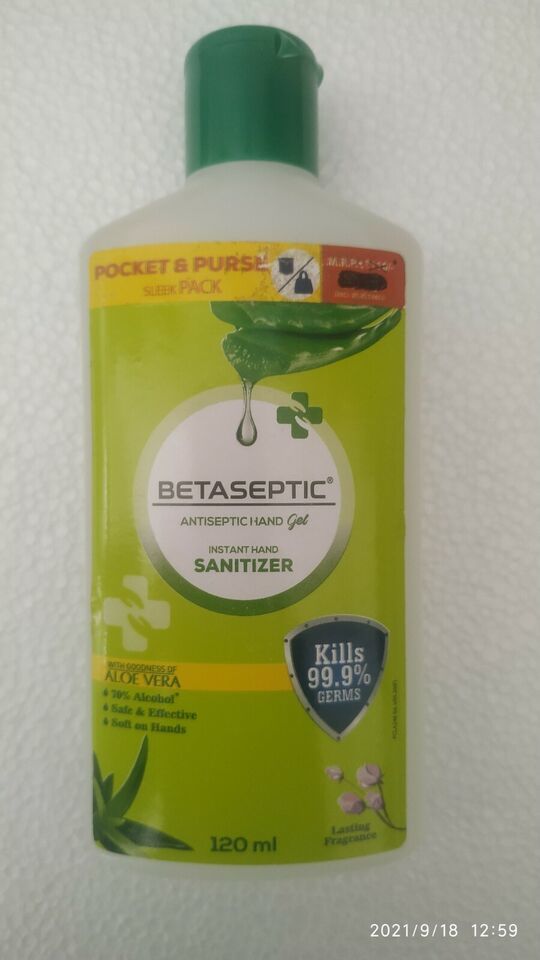 POCKET & PURSE
SLEEK PACK
BETASEPTIC®
ANTISEPTIC HAND Gel
INSTANT HAND
SANITIZER
WITH GOODNESS OF
ALOE VERA
70% Alcohol*
Safe & Effective
Soft on Hands
Kills
99.9%
GERMS
Lasting
Fragrance
120 ml
2021/9/18 12:59